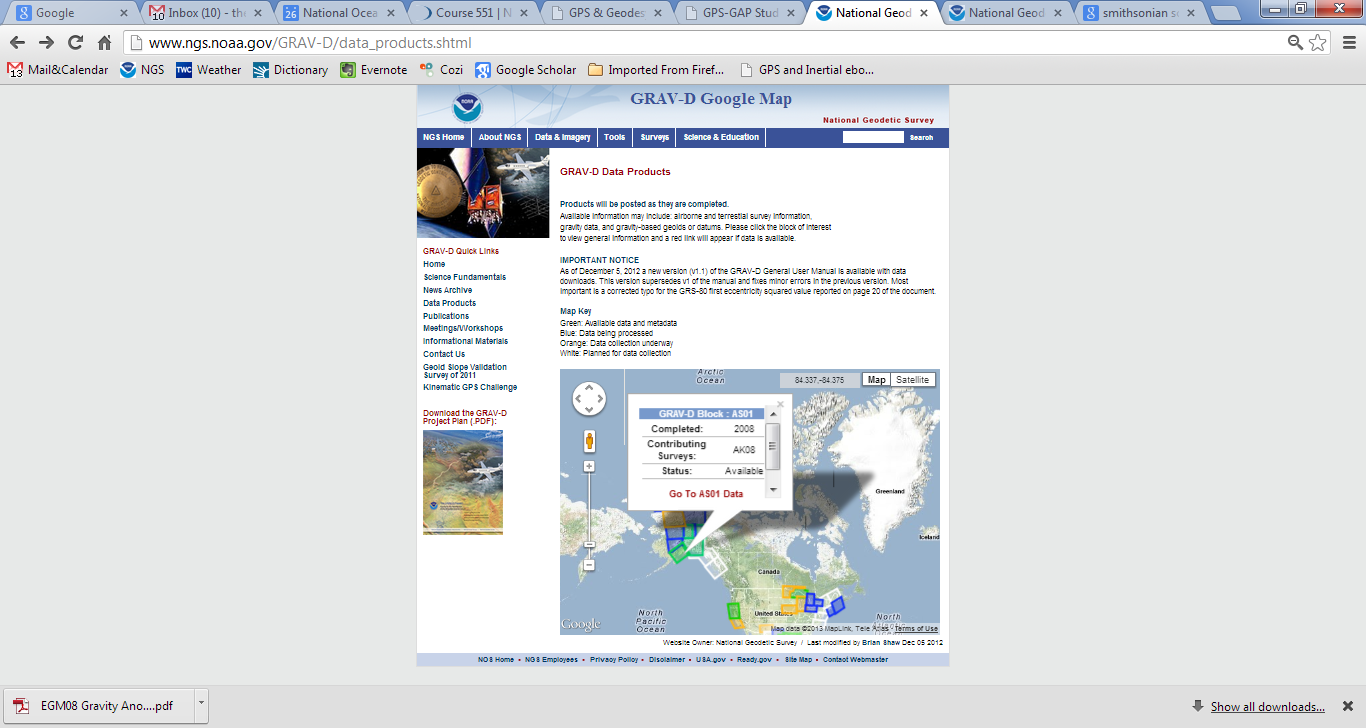 Google
Inbox (10) - the
National Ocea
Course 551 | N
GPS & Geodes
GPS-GAP Stud
National Geod
National Geod
smithsonian se
www.ngs.noaa.gov/GRAV-D/data_products.shtml
Mail&Calendar
NGS
Weather
Dictionary
Evernote
Cozi
Google Scholar
Imported From Firef...
GPS and Inertial ebo...
GRAV-D Google Map
National Geodetic Survey
NGS Home
About NGS
Data & Imagery
Tools
Surveys
Science & Education
Search
GRAV-D Data Products
Products will be posted as they are completed.
Available information may include: airborne and terrestial survey information,
gravity data, and gravity-based geoids or datums. Please click the block of interest
to view general information and a red link will appear if data is available.
IMPORTANT NOTICE
As of December 5, 2012 a new version (v1.1) of the GRAV-D General User Manual is available with data
downloads. This version supersedes v1 of the manual and fixes minor errors in the previous version. Most
important is a corrected typo for the GRS-80 first eccentricity squared value reported on page 20 of the document.
Map Key
Green: Available data and metadata
Blue: Data being processed
Orange: Data collection underway
White: Planned for data collection
GRAV-D Quick Links
Home
Science Fundamentals
News Archive
Data Products
Publications
Meetings/Workshops
Informational Materials
Contact Us
Geoid Slope Validation
Survey of 2011
Kinematic GPS Challenge
Download the GRAV-D
Project Plan (.PDF):
Arctic
Ocean
84.337,-84.375
Map
Satellite
GRAV-D Block : AS01
Completed: 2008
Contributing
Surveys: AK08
Status: Available
Go To AS01 Data
Greenland
Iceland
Canada
United States
North
Pacific
Ocean
North
Atlantic
Ocean
Google
Map data ©2013 MapLink, Tele Atlas - Terms of Use
Website Owner: National Geodetic Survey / Last modified by Brian Shaw Dec 05 2012
NGS Home • NGS Employees • Privacy Policy • Disclaimer • USA.gov • Ready.gov • Site Map • Contact Webmaster
EGM08 Gravity Ano....pdf
Show all downloads...